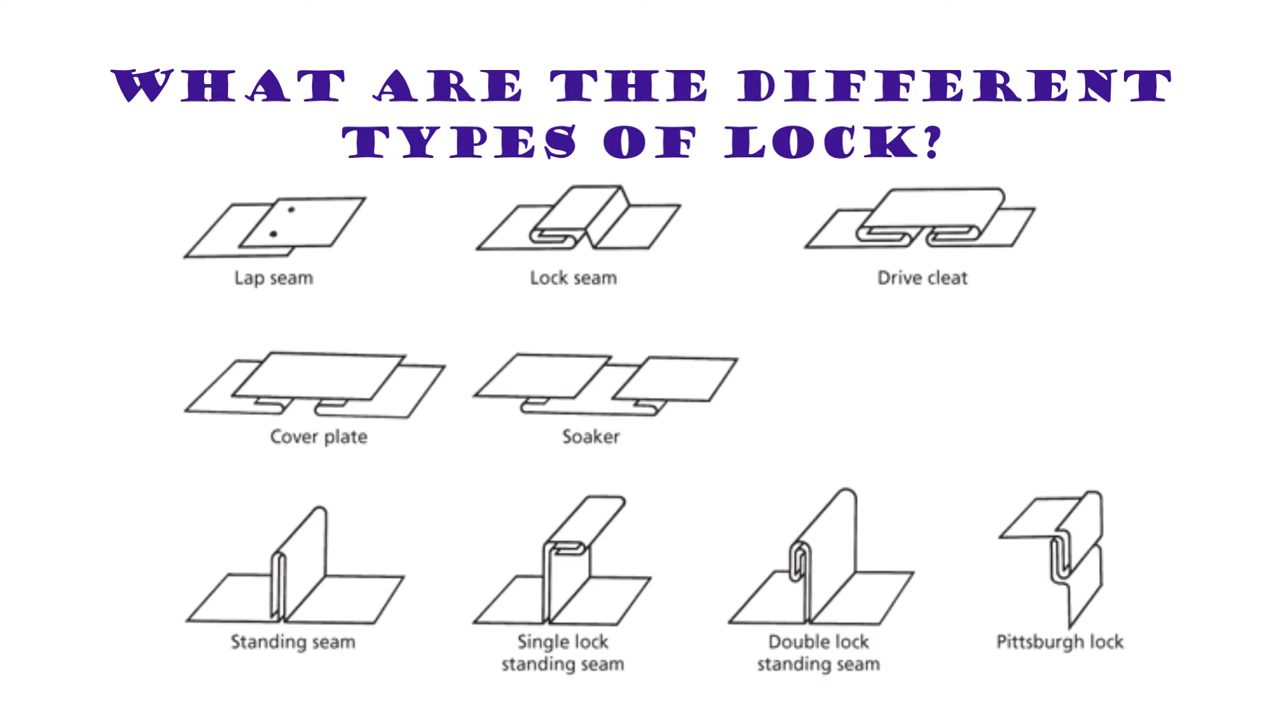 WHAT ARE THE DIFFERENT
TYPES OF LOCK?
Lap seam
Lock seam
Drive cleat
Cover plate
Soaker
Standing seam
Single lock
standing seam
Double lock
standing seam
Pittsburgh lock